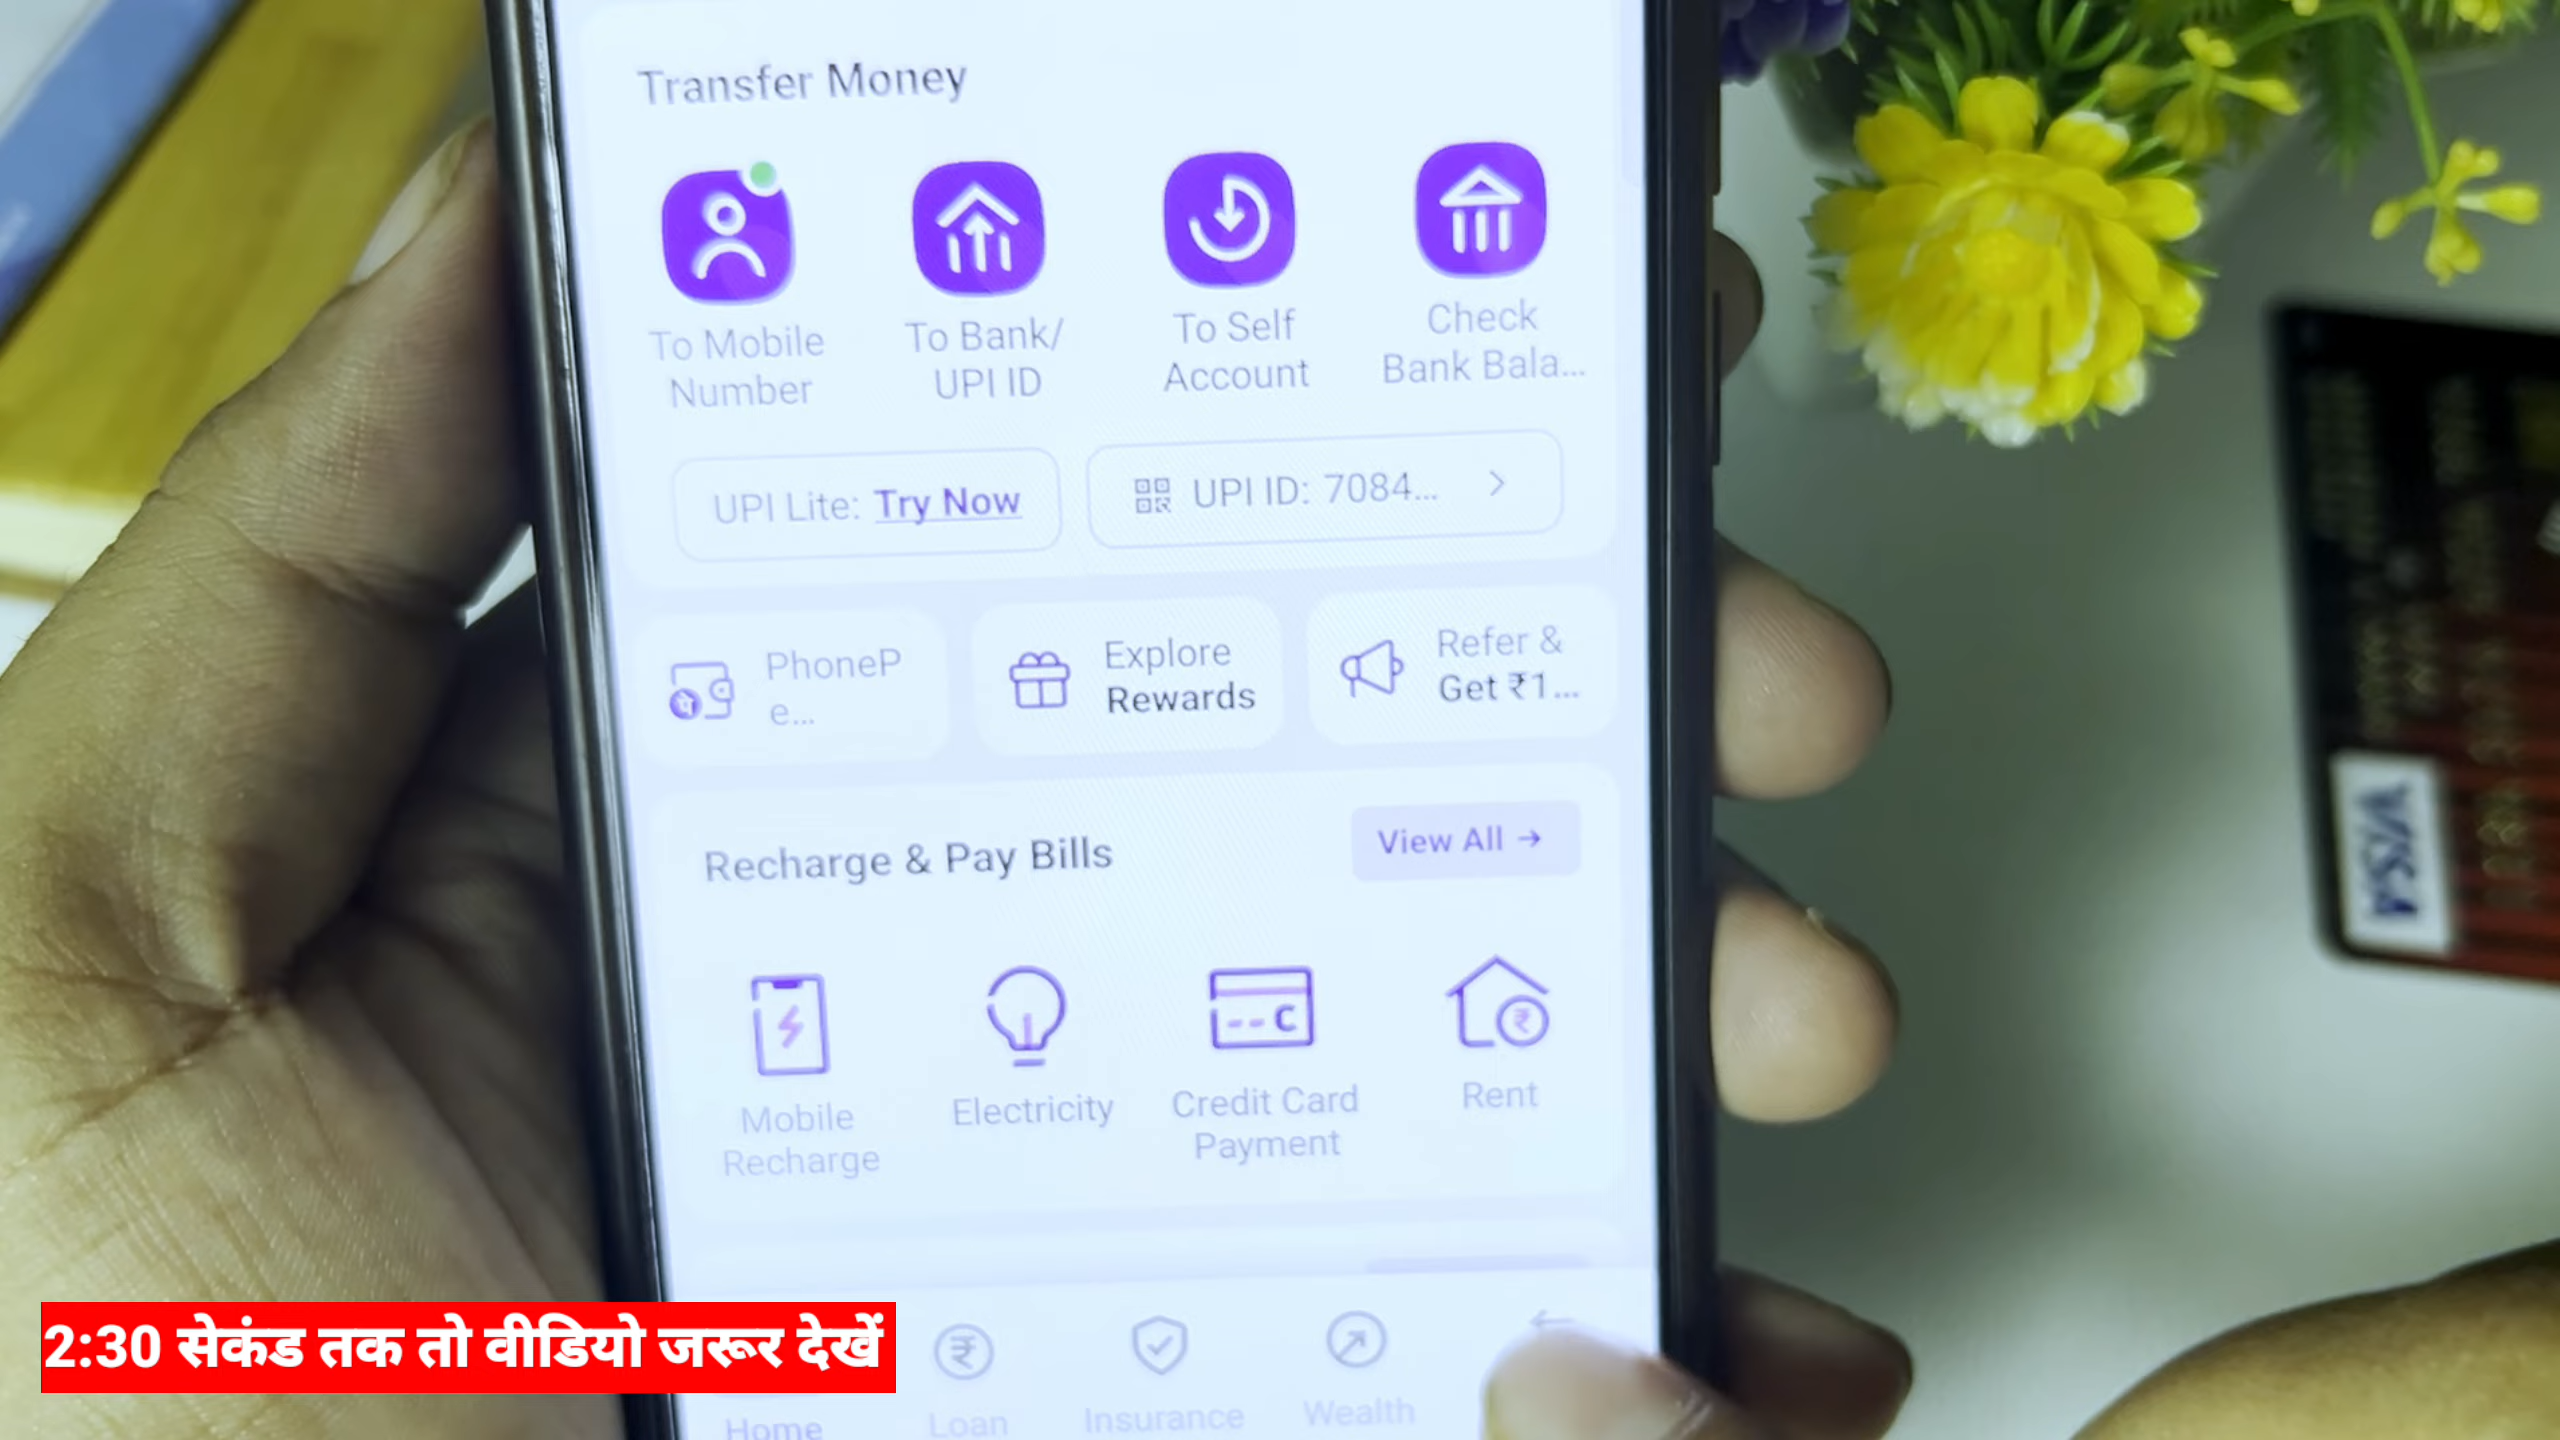 Transfer Money
To Mobile
Number
To Bank/
UPI ID
To Self
Account
Check
Bank Bala...
UPI Lite: Try Now
UPI ID: 7084...
PhoneP
e...
Explore
Rewards
Refer &
Get ₹1...
Recharge & Pay Bills
View All →
Mobile
Recharge
Electricity
Credit Card
Payment
Rent
Home
Loan
Insurance
Wealth
VISA
2:30 सेकंड तक तो वीडियो जरूर देखें